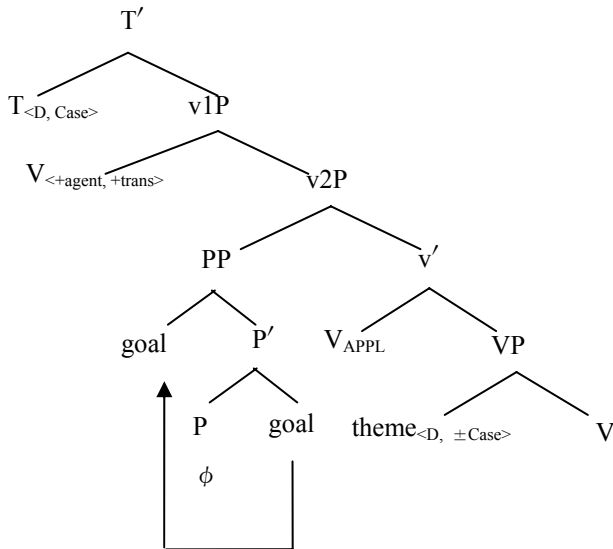 T′
T<D, Case> v1P
V<+agent, +trans> v2P
PP v′
goal P′ VAPPL VP
P goal theme<D, ±Case> V
ϕ